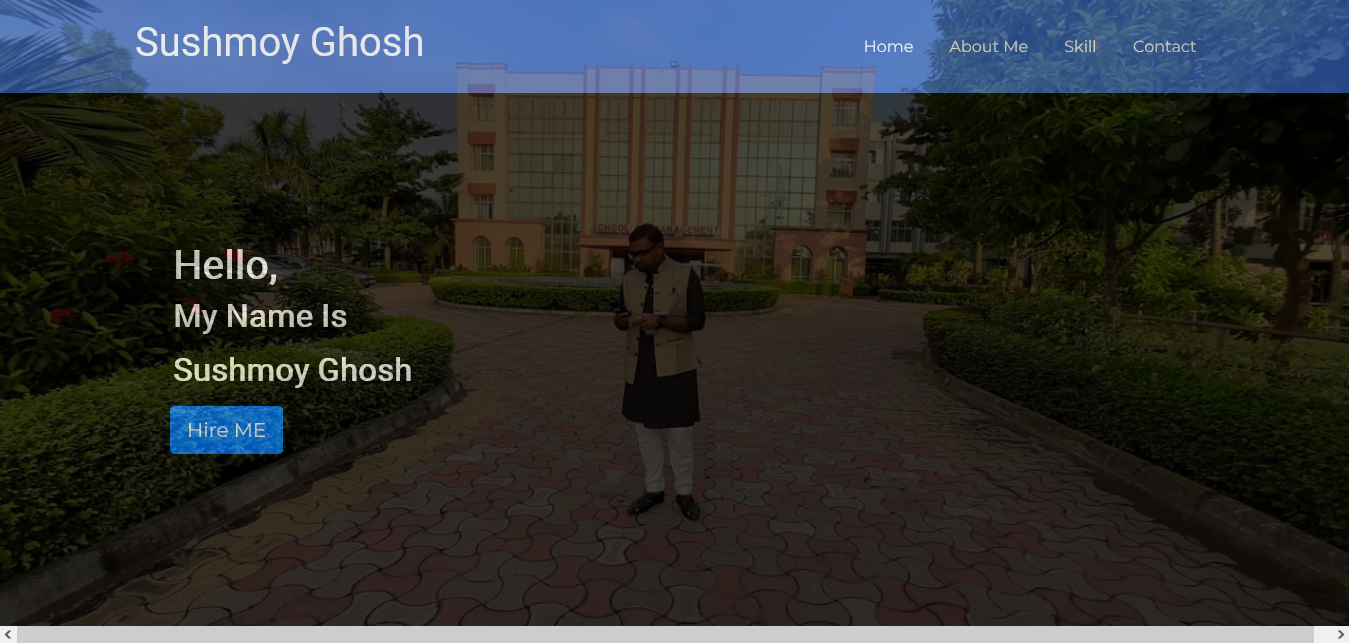 Sushmoy Ghosh
Home About Me Skill Contact
SCHOOL OF MANAGEMENT
Hello,
My Name Is
Sushmoy Ghosh
Hire ME